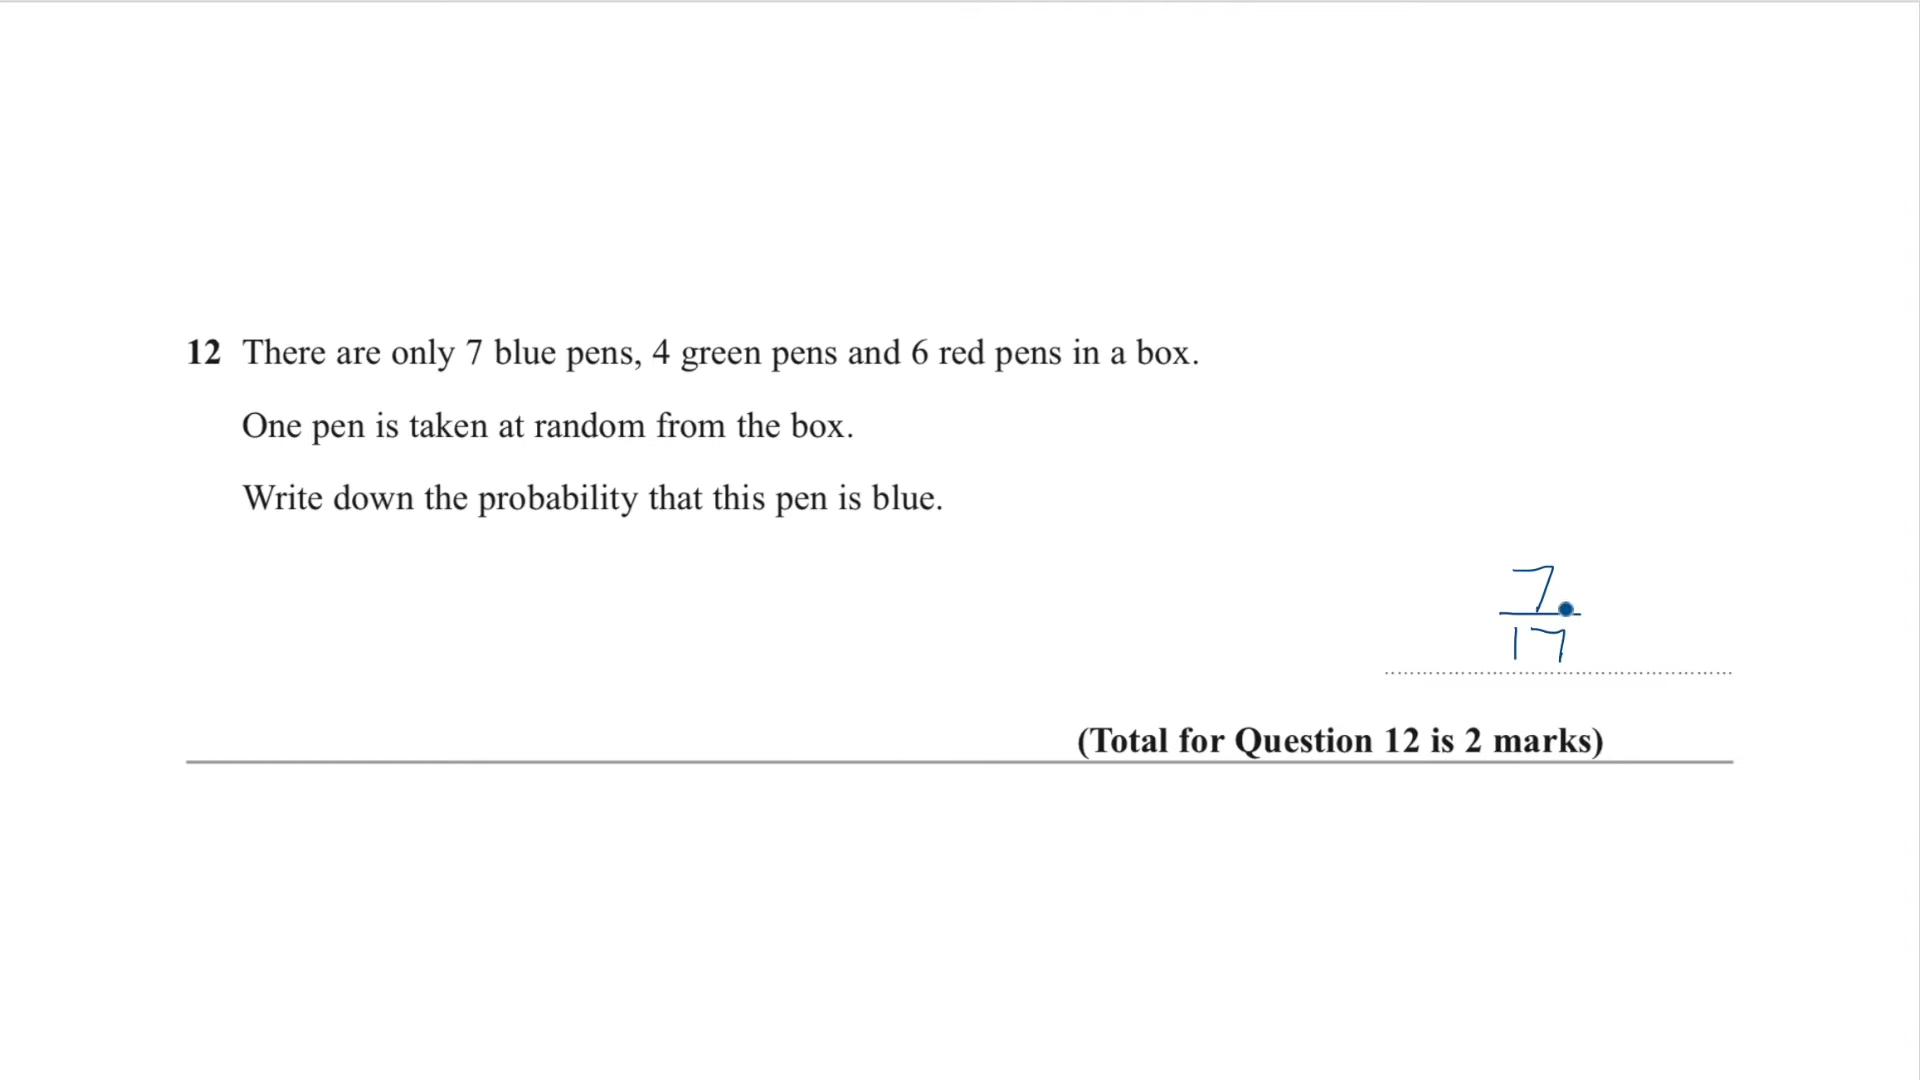 12 There are only 7 blue pens, 4 green pens and 6 red pens in a box.
One pen is taken at random from the box.
Write down the probability that this pen is blue.
7
17
(Total for Question 12 is 2 marks)